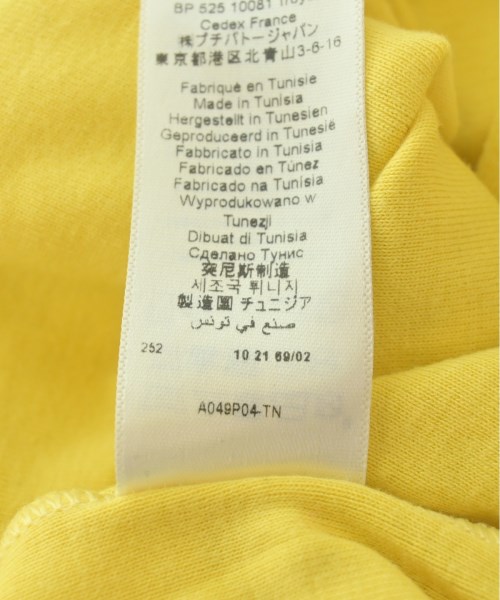 BP 525 10081 Troyes
Cedex France
㈱プチバトージャパン
東京都港区北青山3-6-16
Fabriqué en Tunisie
Made in Tunisia
Hergestellt in Tunesien
Geproduceerd in Tunesië
Fabbricato in Tunisia
Fabricado en Túnez
Fabricado na Tunisia
Wyprodukowano w
Tunezji
Dibuat di Tunisia
Сделано Тунис
突尼斯制造
세조국 튀니지
製造國 チュニジア
صنع في تونس
252 10 21 69/02
A049P04-TN